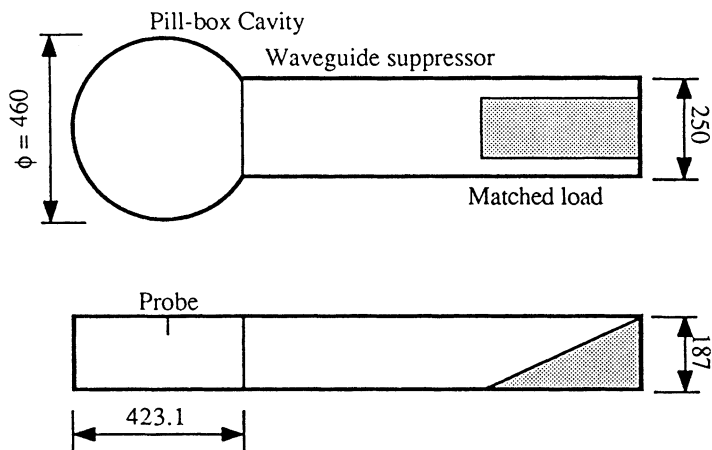 Pill-box Cavity
Waveguide suppressor
ϕ = 460
250
Matched load
Probe
187
423.1